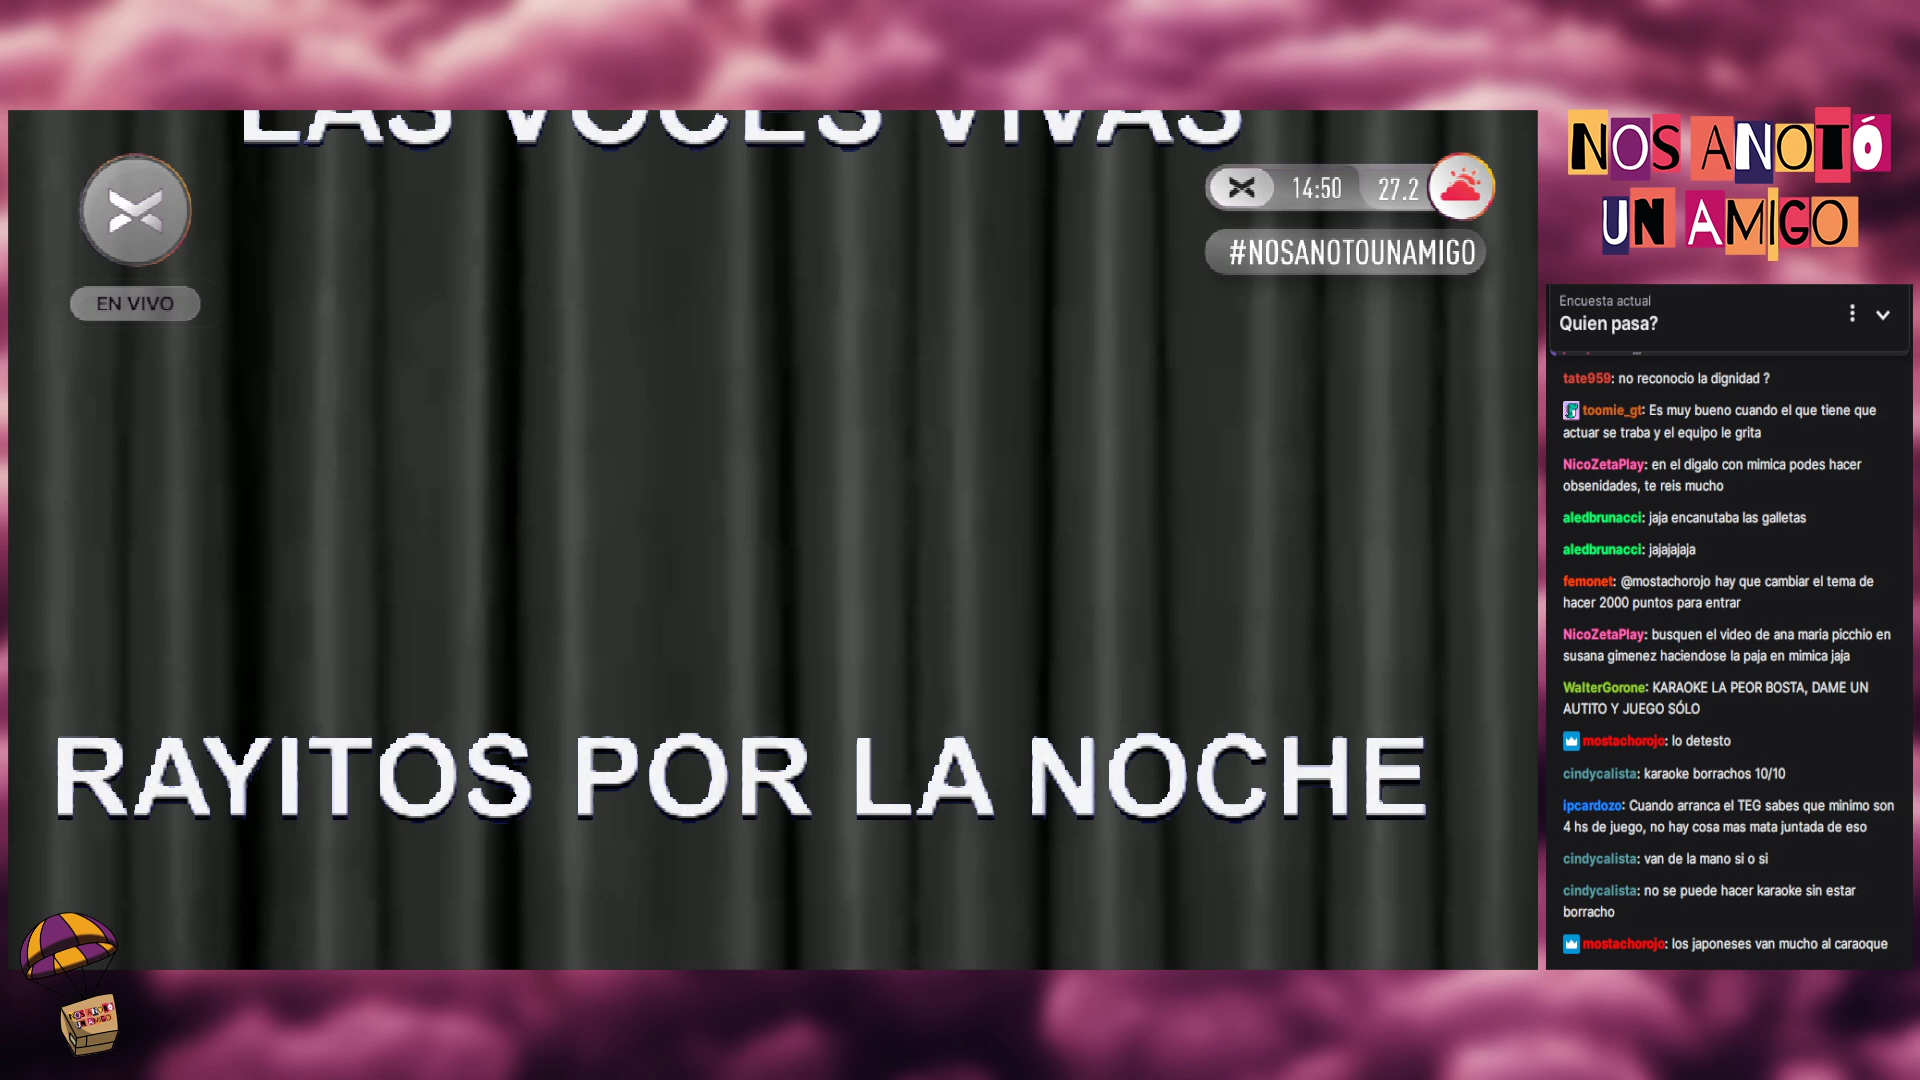 LAS VOCES VIVAS
EN VIVO
14:50 27.2
#NOSANOTOUNAMIGO
RAYITOS POR LA NOCHE
NOS ANOTÓ
UN AMIGO
Encuesta actual
Quien pasa?
tate959: no reconocio la dignidad ?
toomie_gt: Es muy bueno cuando el que tiene que
actuar se traba y el equipo le grita
NicoZetaPlay: en el digalo con mimica podes hacer
obsenidades, te reis mucho
aledbrunacci: jaja encanutaba las galletas
aledbrunacci: jajajajaja
femonet: @mostachorojo hay que cambiar el tema de
hacer 2000 puntos para entrar
NicoZetaPlay: busquen el video de ana maria picchio en
susana gimenez haciendose la paja en mimica jaja
WalterGorone: KARAOKE LA PEOR BOSTA, DAME UN
AUTITO Y JUEGO SÓLO
mostachorojo: lo detesto
cindycalista: karaoke borrachos 10/10
ipcardozo: Cuando arranca el TEG sabes que minimo son
4 hs de juego, no hay cosa mas mata juntada de eso
cindycalista: van de la mano si o si
cindycalista: no se puede hacer karaoke sin estar
borracho
mostachorojo: los japoneses van mucho al caraoque
NOS ANOTÓ
UN AMIGO